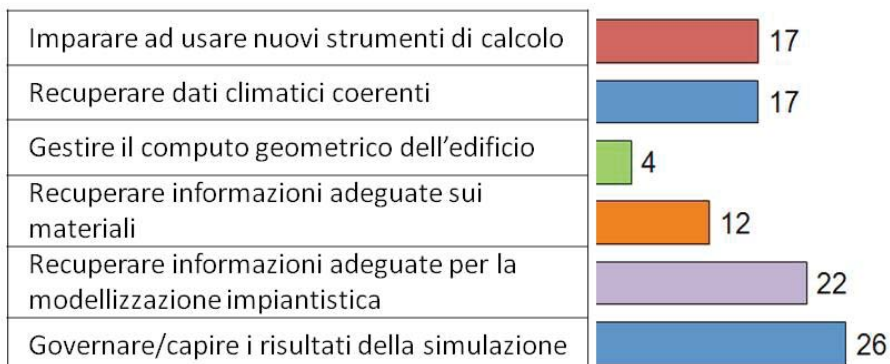 Imparare ad usare nuovi strumenti di calcolo
17
Recuperare dati climatici coerenti
17
Gestire il computo geometrico dell'edificio
4
Recuperare informazioni adeguate sui
materiali
12
Recuperare informazioni adeguate per la
modellizzazione impiantistica
22
Governare/capire i risultati della simulazione
26